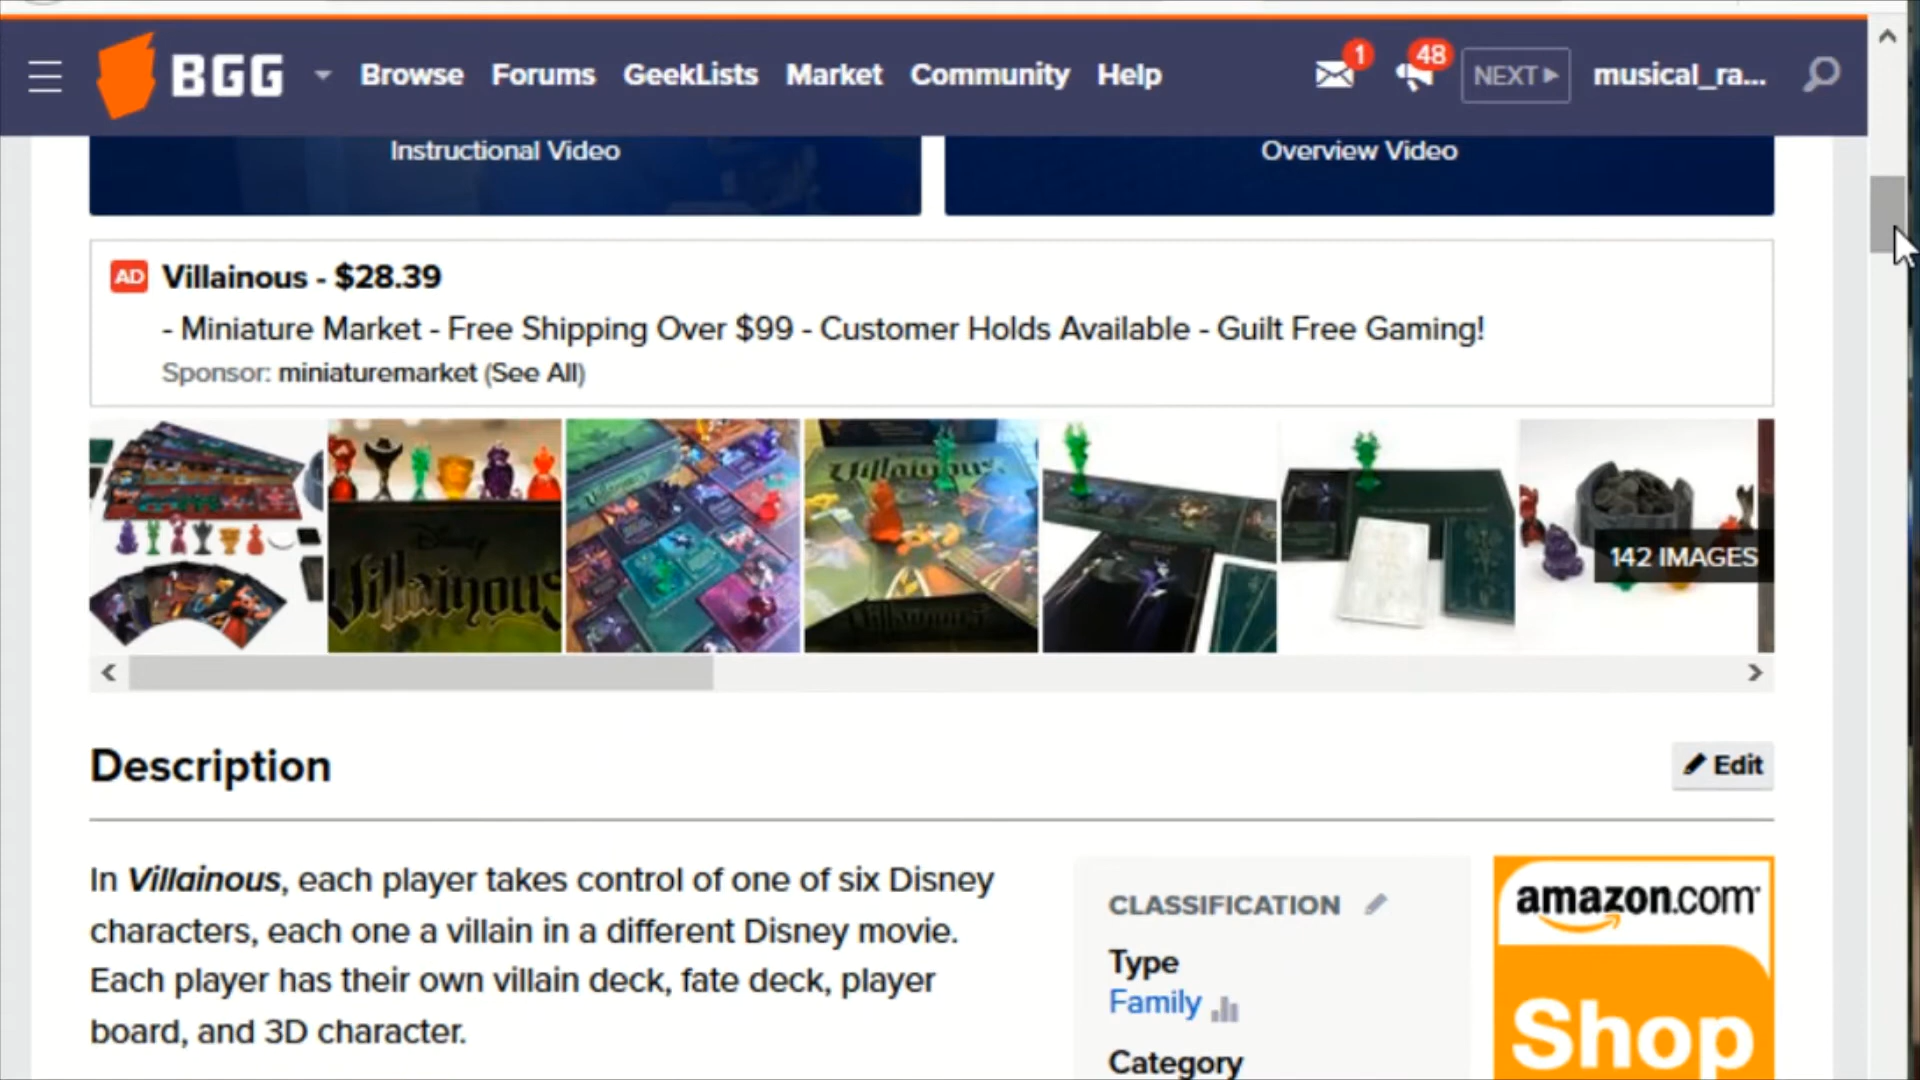 BGG Browse Forums GeekLists Market Community Help 1 48 NEXT musical_ra...
Instructional Video
Overview Video
AD Villainous - $28.39
- Miniature Market - Free Shipping Over $99 - Customer Holds Available - Guilt Free Gaming!
Sponsor: miniaturemarket (See All)
Disney
Villainous
Villainous
Villainous
142 IMAGES
Description
Edit
In Villainous, each player takes control of one of six Disney
characters, each one a villain in a different Disney movie.
Each player has their own villain deck, fate deck, player
board, and 3D character.
CLASSIFICATION
Type
Family
Category
amazon.com
Shop